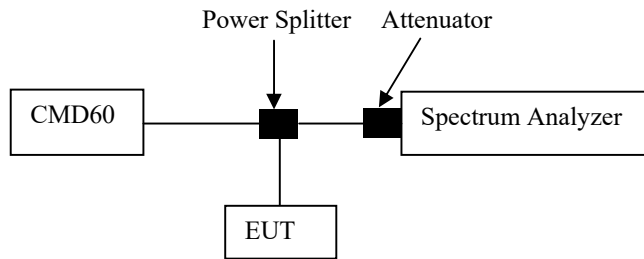 Power Splitter
Attenuator
CMD60
Spectrum Analyzer
EUT